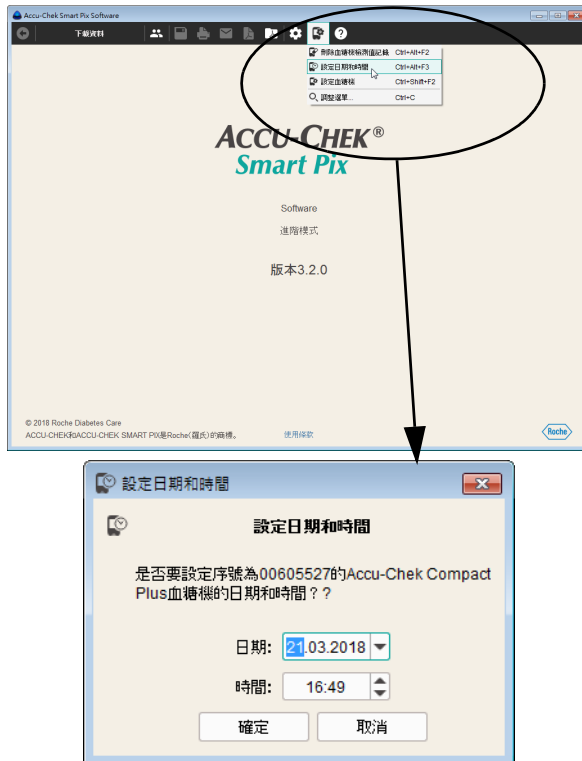 Accu-Chek Smart Pix Software
下載資料
刪除血糖機檢測值記錄 Ctrl+Alt+F2
設定日期和時間 Ctrl+Alt+F3
設定血糖機 Ctrl+Shift+F2
調整選單... Ctrl+C
ACCU-CHEK®
Smart Pix
Software
進階模式
版本3.2.0
© 2018 Roche Diabetes Care
ACCU-CHEK和ACCU-CHEK SMART PIX是Roche(羅氏)的商標。 使用條款
Roche
設定日期和時間
設定日期和時間
是否要設定序號為00605527的Accu-Chek Compact
Plus血糖機的日期和時間？?
日期: 21.03.2018
時間: 16:49
確定 取消